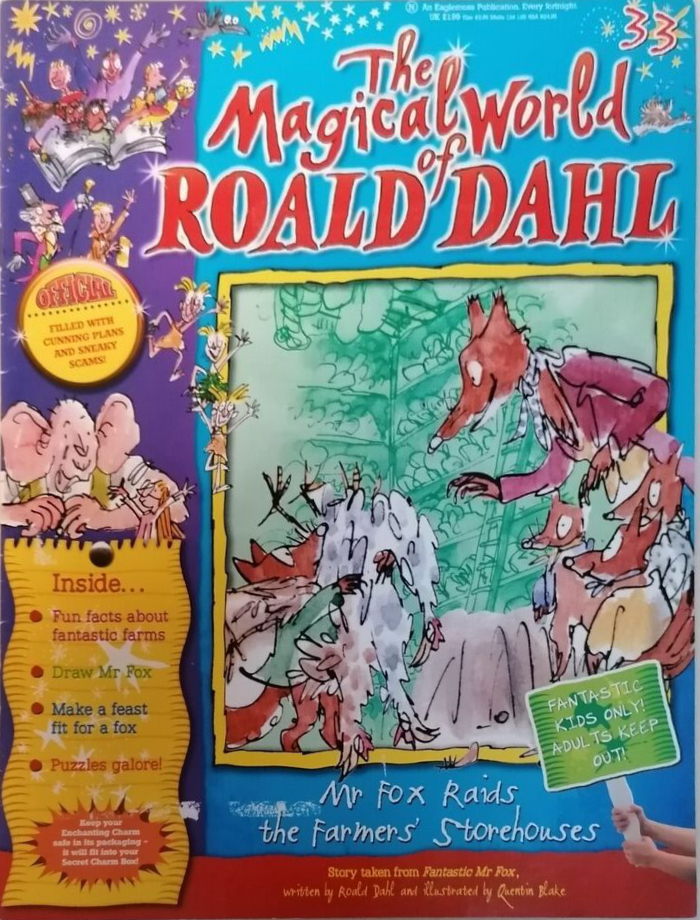 An Eaglemoss Publication. Every fortnight.
UK £1.99
33
The
Magical World
of
ROALD DAHL
OFFICIAL
FILLED WITH
CUNNING PLANS
AND SNEAKY
SCAMS!
Inside...
Fun facts about
fantastic farms
Draw Mr Fox
Make a feast
fit for a fox
Puzzles galore!
Keep your
Enchanting Charm
safe in its packaging –
it will fit into your
Secret Charm Box!
FANTASTIC
KIDS ONLY!
ADULTS KEEP
OUT!
Mr Fox Raids
the Farmers' Storehouses
Story taken from Fantastic Mr Fox,
written by Roald Dahl and illustrated by Quentin Blake